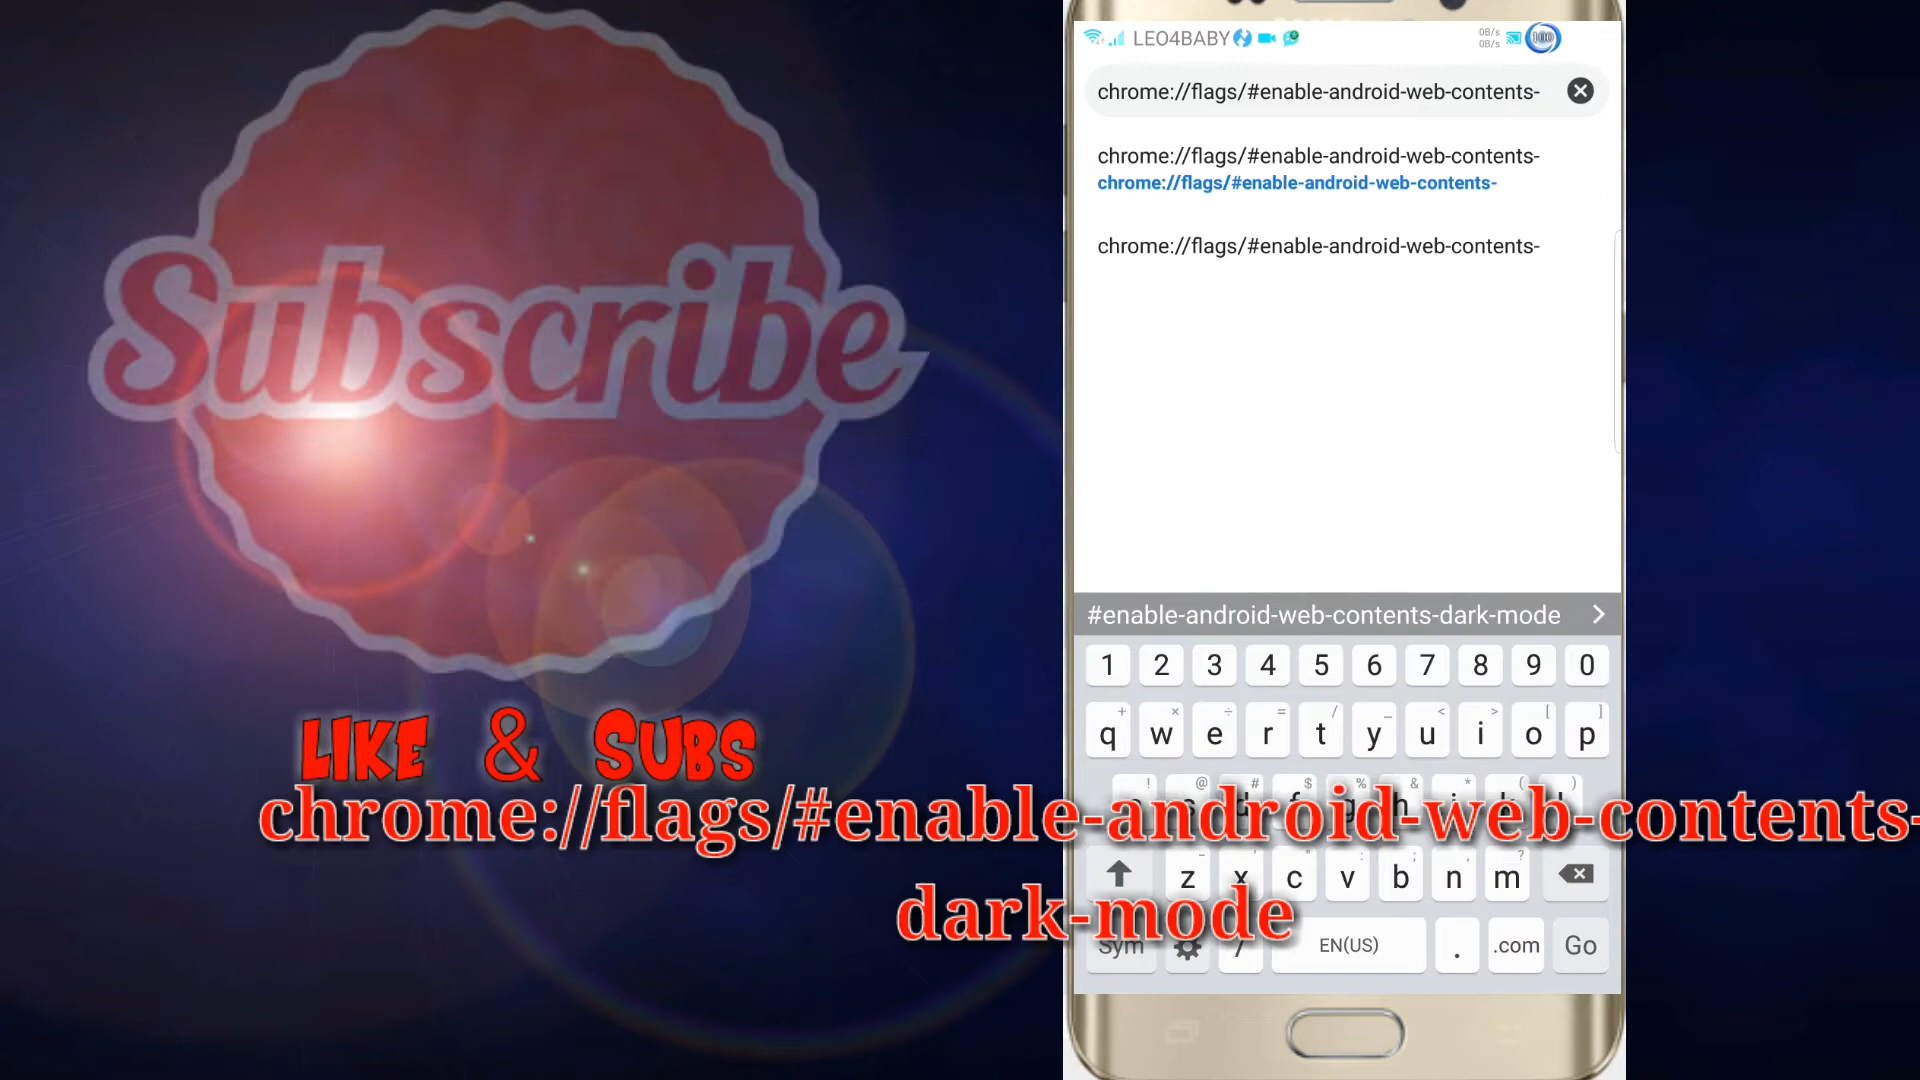 Subscribe
LIKE & SUBS
LEO4BABY
0B/s
0B/s
100
chrome://flags/#enable-android-web-contents-
chrome://flags/#enable-android-web-contents-
chrome://flags/#enable-android-web-contents-
chrome://flags/#enable-android-web-contents-
#enable-android-web-contents-dark-mode
1 2 3 4 5 6 7 8 9 0
+ × ÷ = / _ < > [ ]
q w e r t y u i o p
! @ # $ % & * ( )
chrome://flags/#enable-android-web-contents-
dark-mode
z x c v b n m
Sym / EN(US) . .com Go